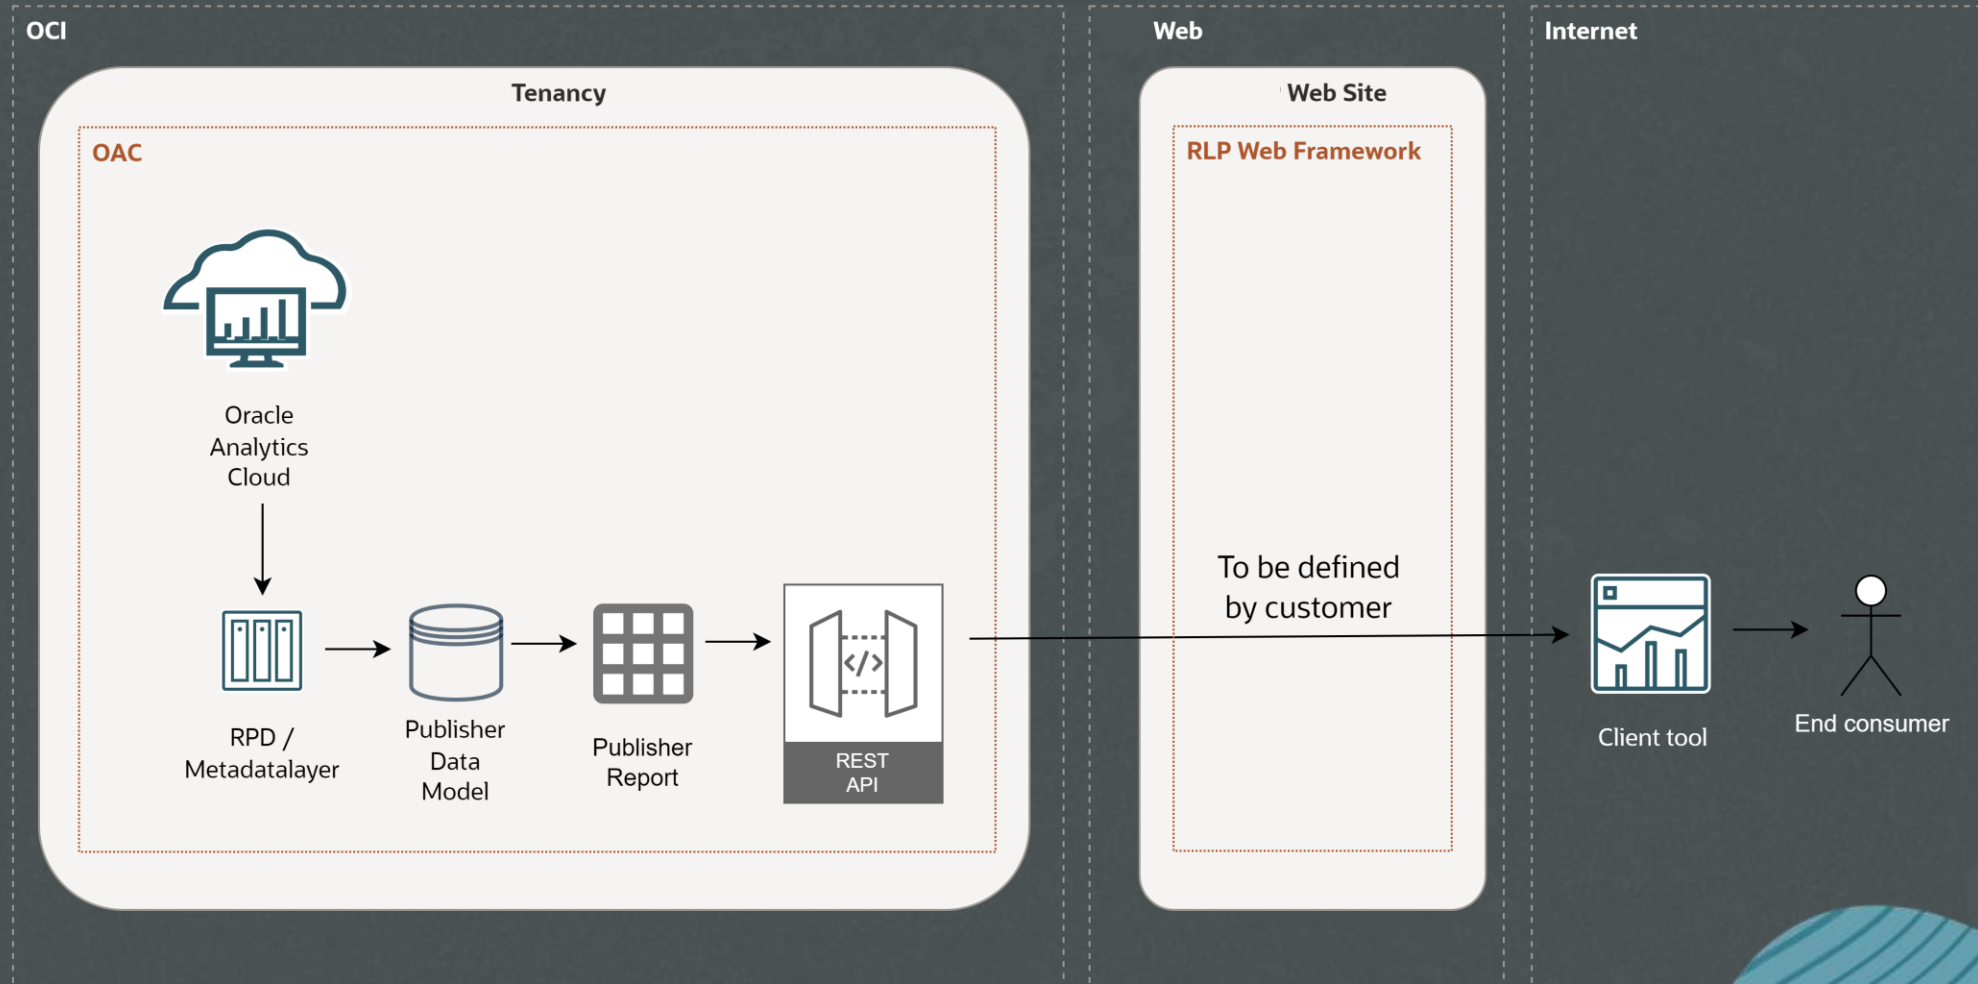 OCI
Web
Internet
Tenancy
Web Site
OAC
RLP Web Framework
Oracle
Analytics
Cloud
To be defined
by customer
RPD /
Metadatalayer
Publisher
Data
Model
Publisher
Report
</>
REST
API
Client tool
End consumer